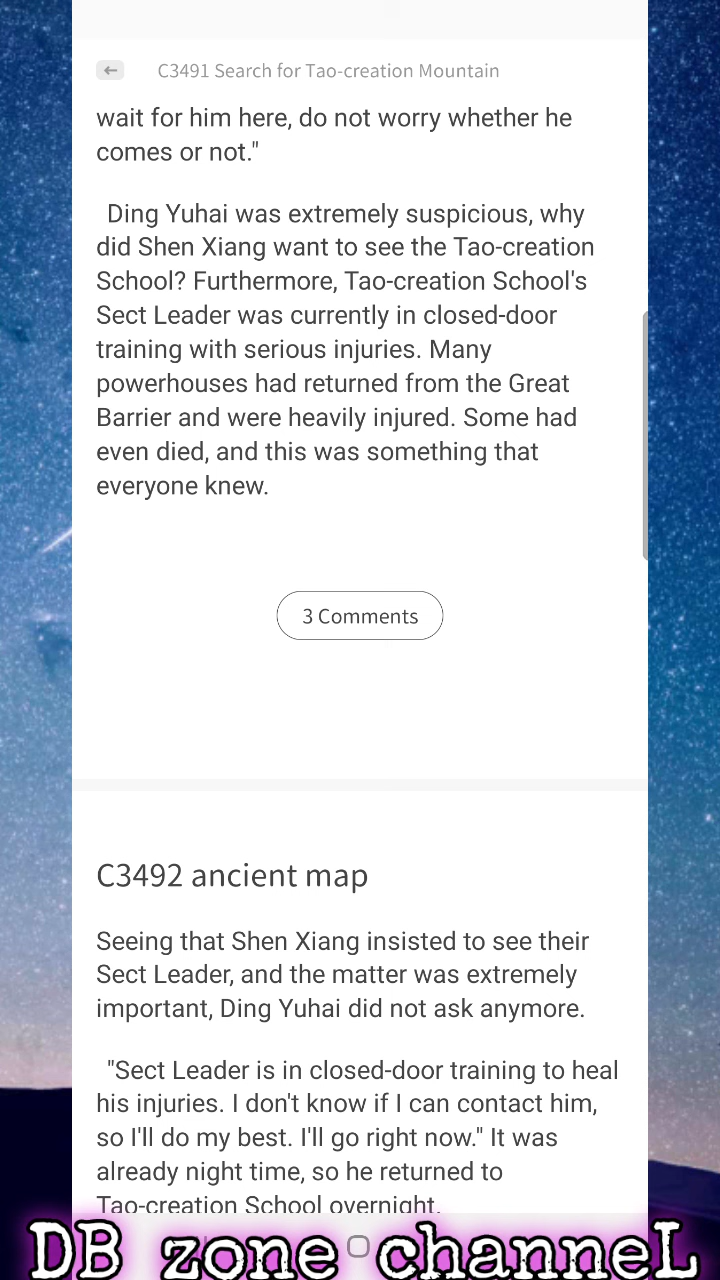 C3491 Search for Tao-creation Mountain
wait for him here, do not worry whether he
comes or not."
Ding Yuhai was extremely suspicious, why
did Shen Xiang want to see the Tao-creation
School? Furthermore, Tao-creation School's
Sect Leader was currently in closed-door
training with serious injuries. Many
powerhouses had returned from the Great
Barrier and were heavily injured. Some had
even died, and this was something that
everyone knew.
3 Comments
C3492 ancient map
Seeing that Shen Xiang insisted to see their
Sect Leader, and the matter was extremely
important, Ding Yuhai did not ask anymore.
"Sect Leader is in closed-door training to heal
his injuries. I don't know if I can contact him,
so I'll do my best. I'll go right now." It was
already night time, so he returned to
Tao-creation School overnight.
DB zone channeL